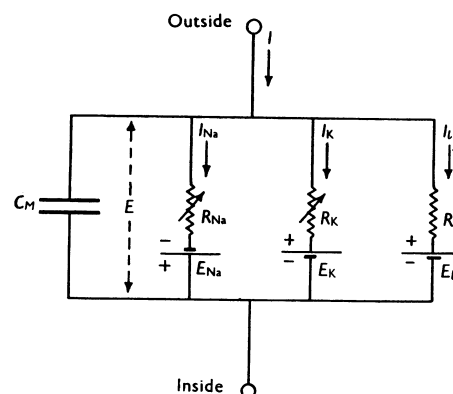 Outside
I
I_Na I_K I_L
C_M E R_Na R_K R
− + +
+ E_Na − E_K − E
Inside